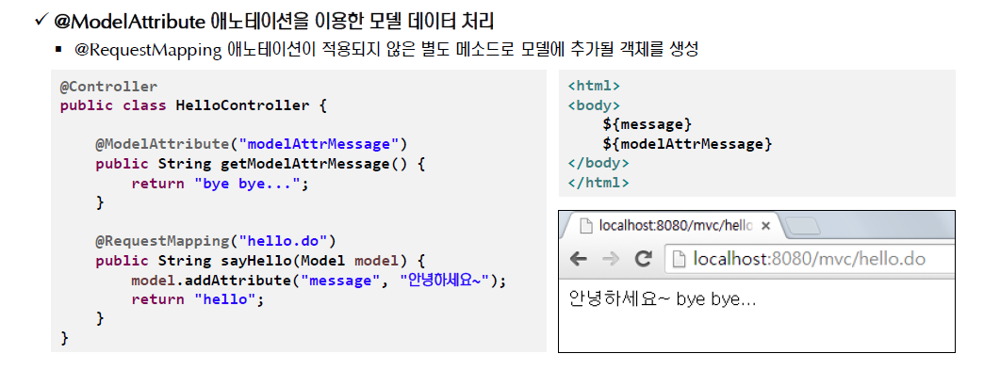 ✓ @ModelAttribute 애노테이션을 이용한 모델 데이터 처리
▪ @RequestMapping 애노테이션이 적용되지 않은 별도 메소드로 모델에 추가될 객체를 생성
@Controller
public class HelloController {
@ModelAttribute("modelAttrMessage")
public String getModelAttrMessage() {
return "bye bye...";
}
@RequestMapping("hello.do")
public String sayHello(Model model) {
model.addAttribute("message", "안녕하세요~");
return "hello";
}
}
<html>
<body>
${message}
${modelAttrMessage}
</body>
</html>
localhost:8080/mvc/hello
localhost:8080/mvc/hello.do
안녕하세요~ bye bye...